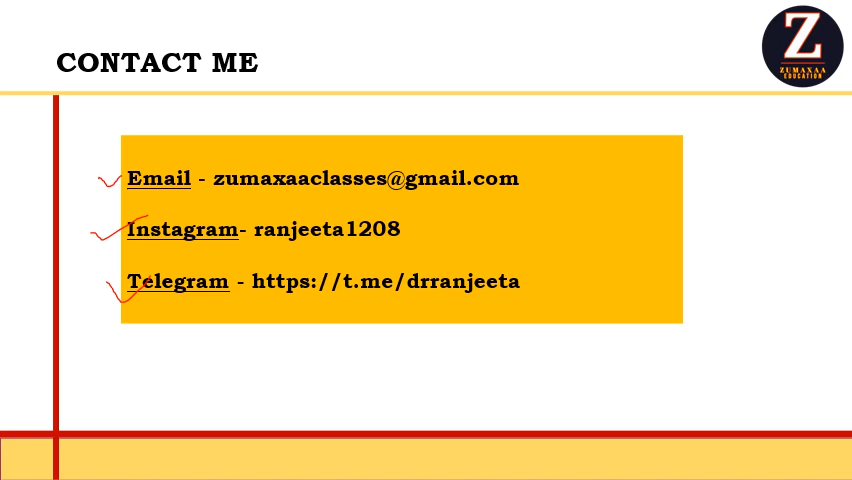 CONTACT ME
Z
ZUMAXAA
EDUCATION
Email - zumaxaaclasses@gmail.com
Instagram- ranjeeta1208
Telegram - https://t.me/drranjeeta